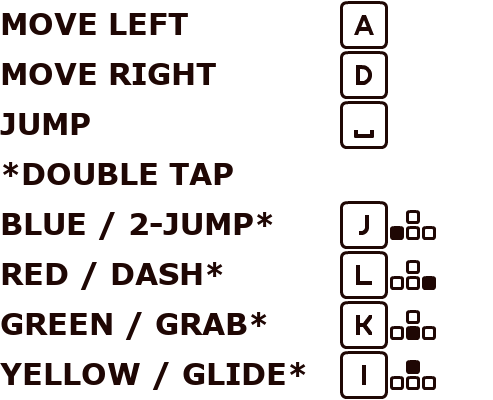 MOVE LEFT A
MOVE RIGHT D
JUMP ⎵
*DOUBLE TAP
BLUE / 2-JUMP* J
RED / DASH* L
GREEN / GRAB* K
YELLOW / GLIDE* I